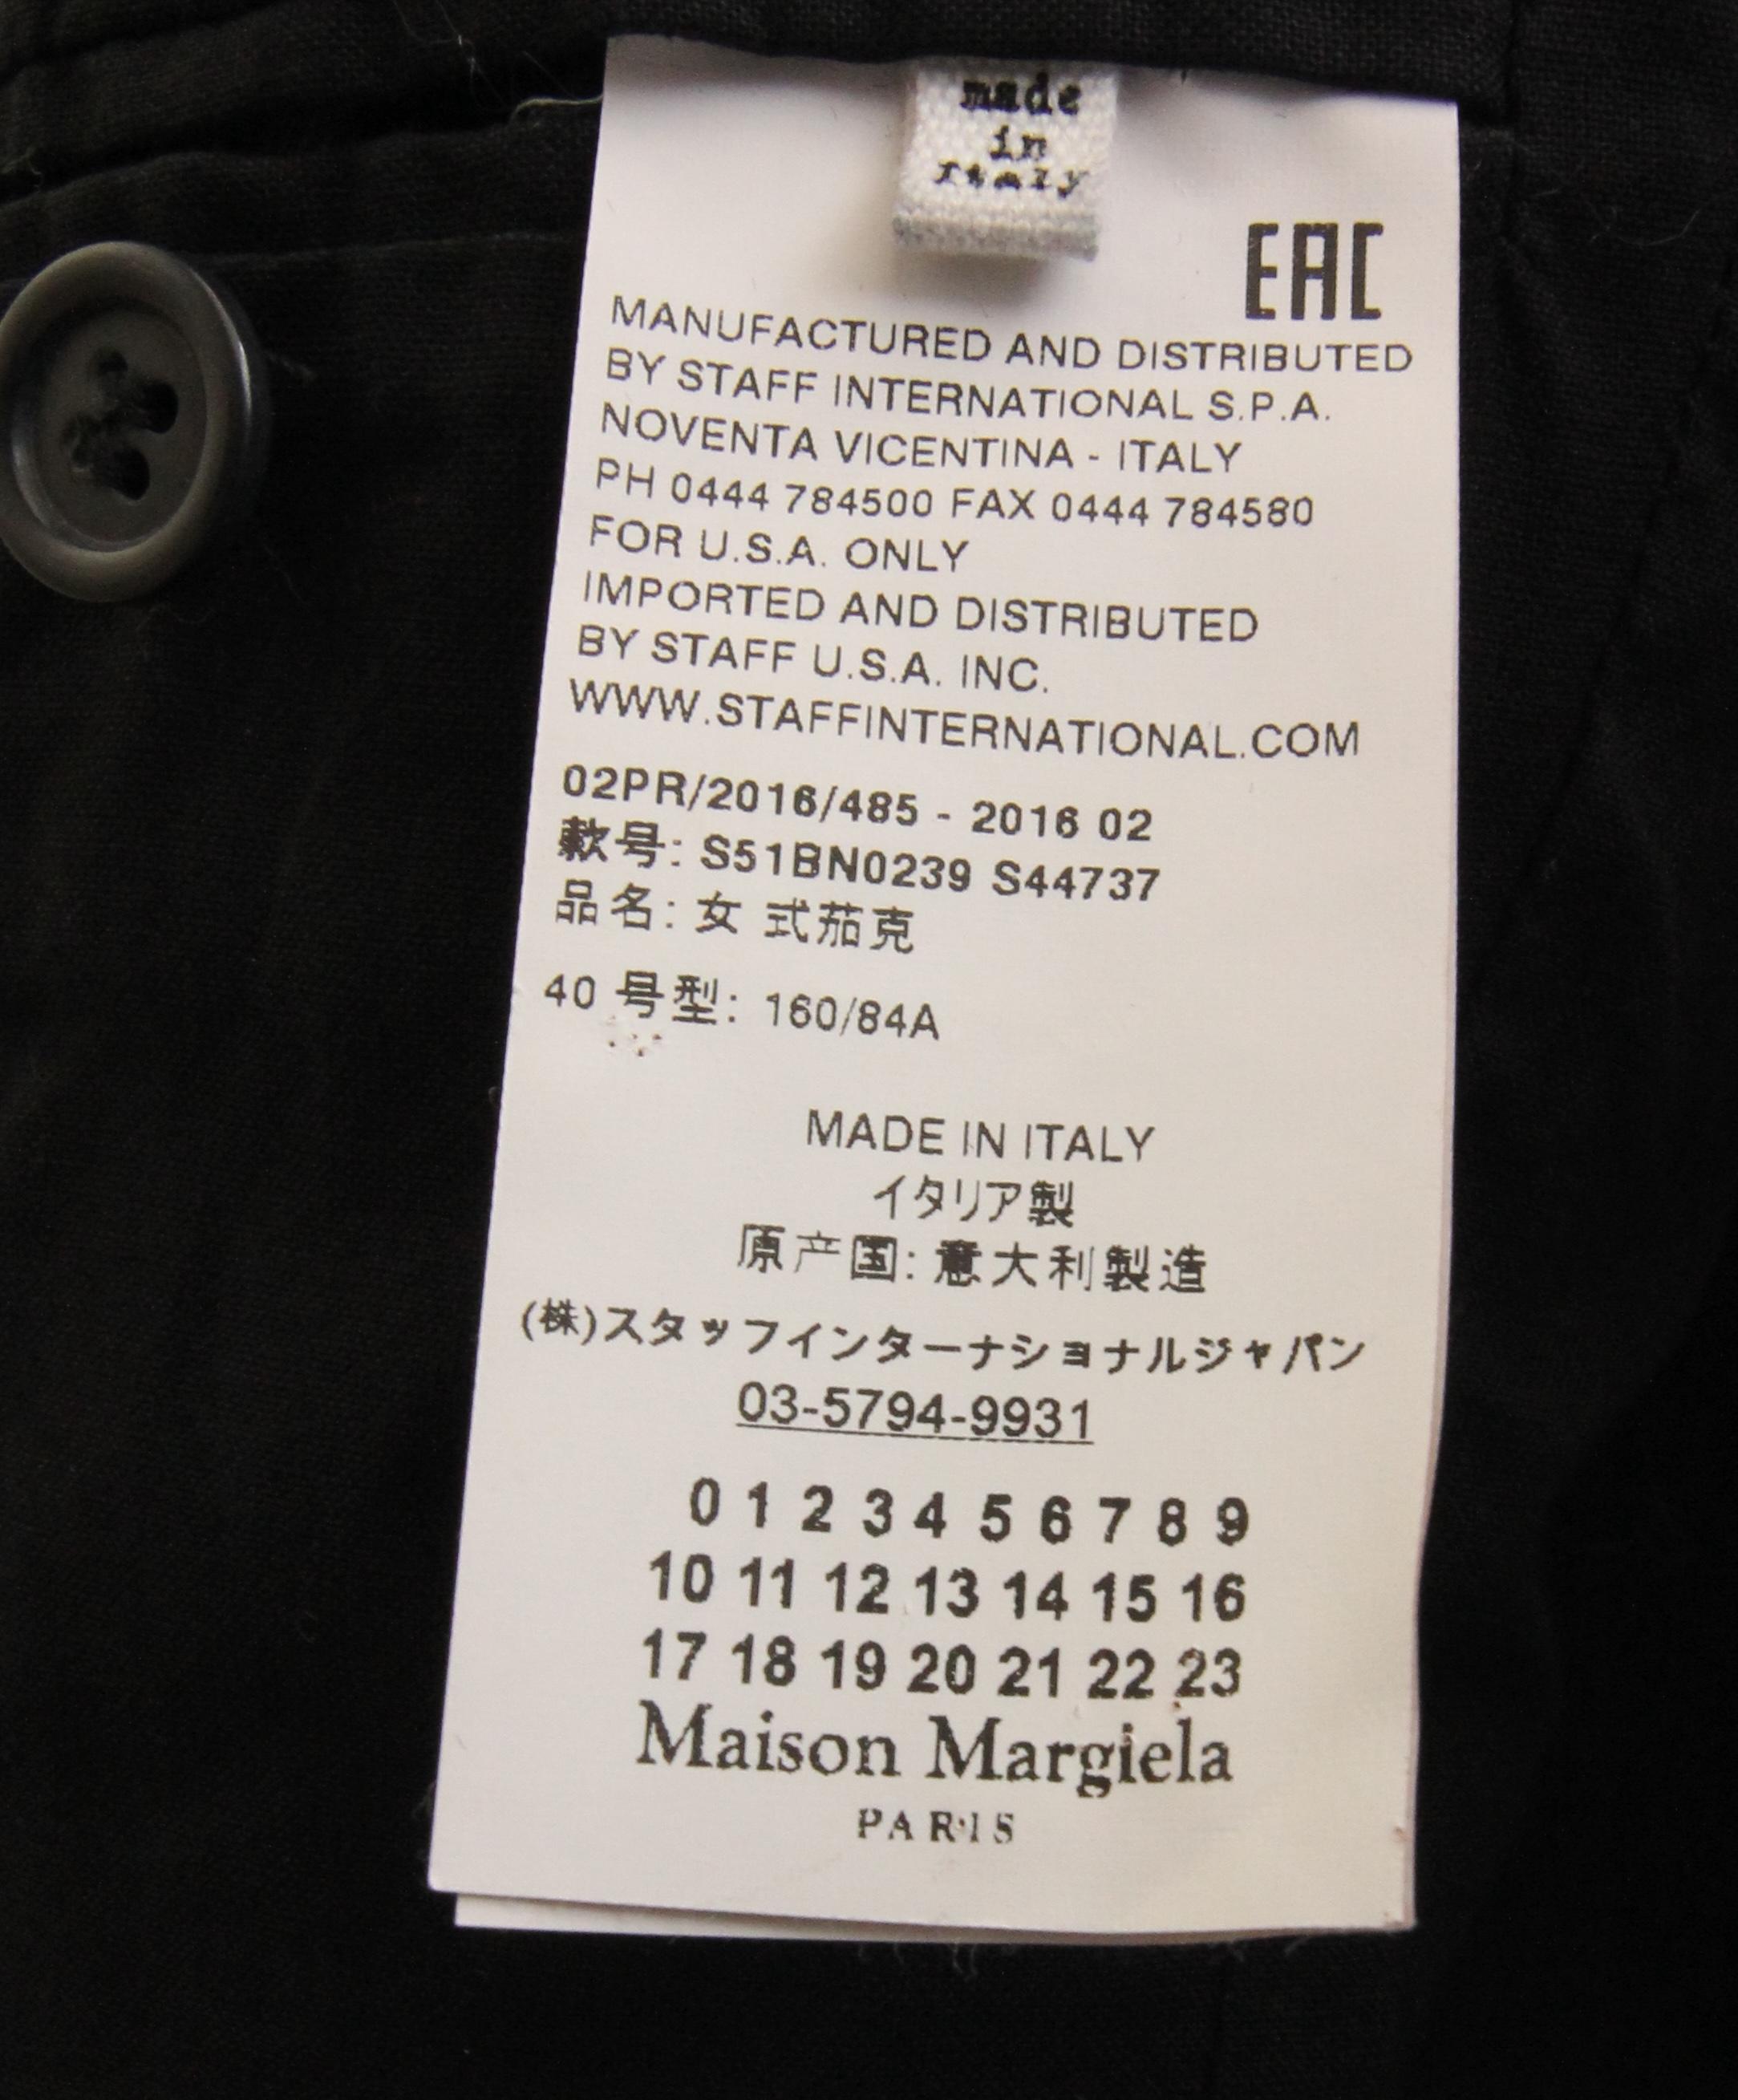 made
in
Italy
EAC
MANUFACTURED AND DISTRIBUTED
BY STAFF INTERNATIONAL S.P.A.
NOVENTA VICENTINA - ITALY
PH 0444 784500 FAX 0444 784580
FOR U.S.A. ONLY
IMPORTED AND DISTRIBUTED
BY STAFF U.S.A. INC.
WWW.STAFFINTERNATIONAL.COM
02PR/2016/485 - 2016 02
款号: S51BN0239 S44737
品名: 女 式茄克
40 号型: 160/84A
MADE IN ITALY
イタリア製
原产国: 意大利製造
(株)スタッフインターナショナルジャパン
03-5794-9931
0 1 2 3 4 5 6 7 8 9
10 11 12 13 14 15 16
17 18 19 20 21 22 23
Maison Margiela
PARIS